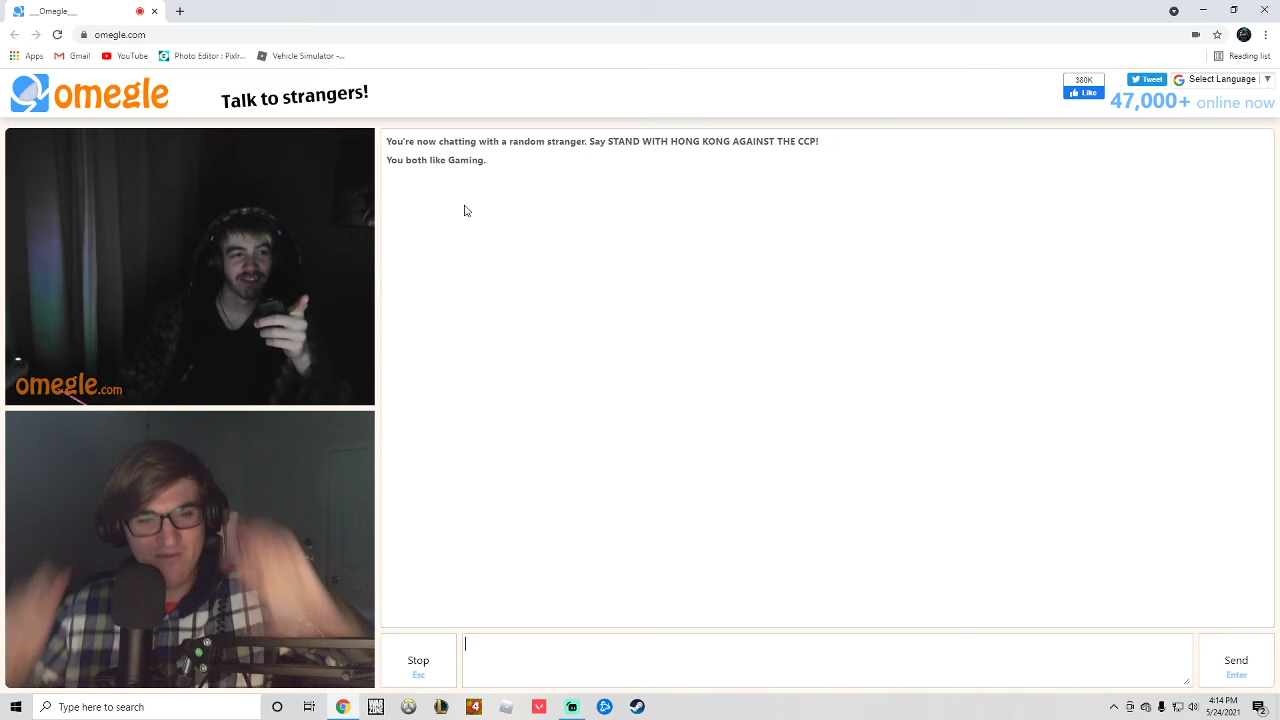 __Omegle__
omegle.com
Apps
Gmail
YouTube
Photo Editor : Pixlr...
Vehicle Simulator -...
Reading list
omegle
Talk to strangers!
380K
Like
Tweet
Select Language
47,000+ online now
You're now chatting with a random stranger. Say STAND WITH HONG KONG AGAINST THE CCP!
You both like Gaming.
omegle.com
Stop
Esc
Send
Enter
Type here to search
4:14 PM
5/24/2021